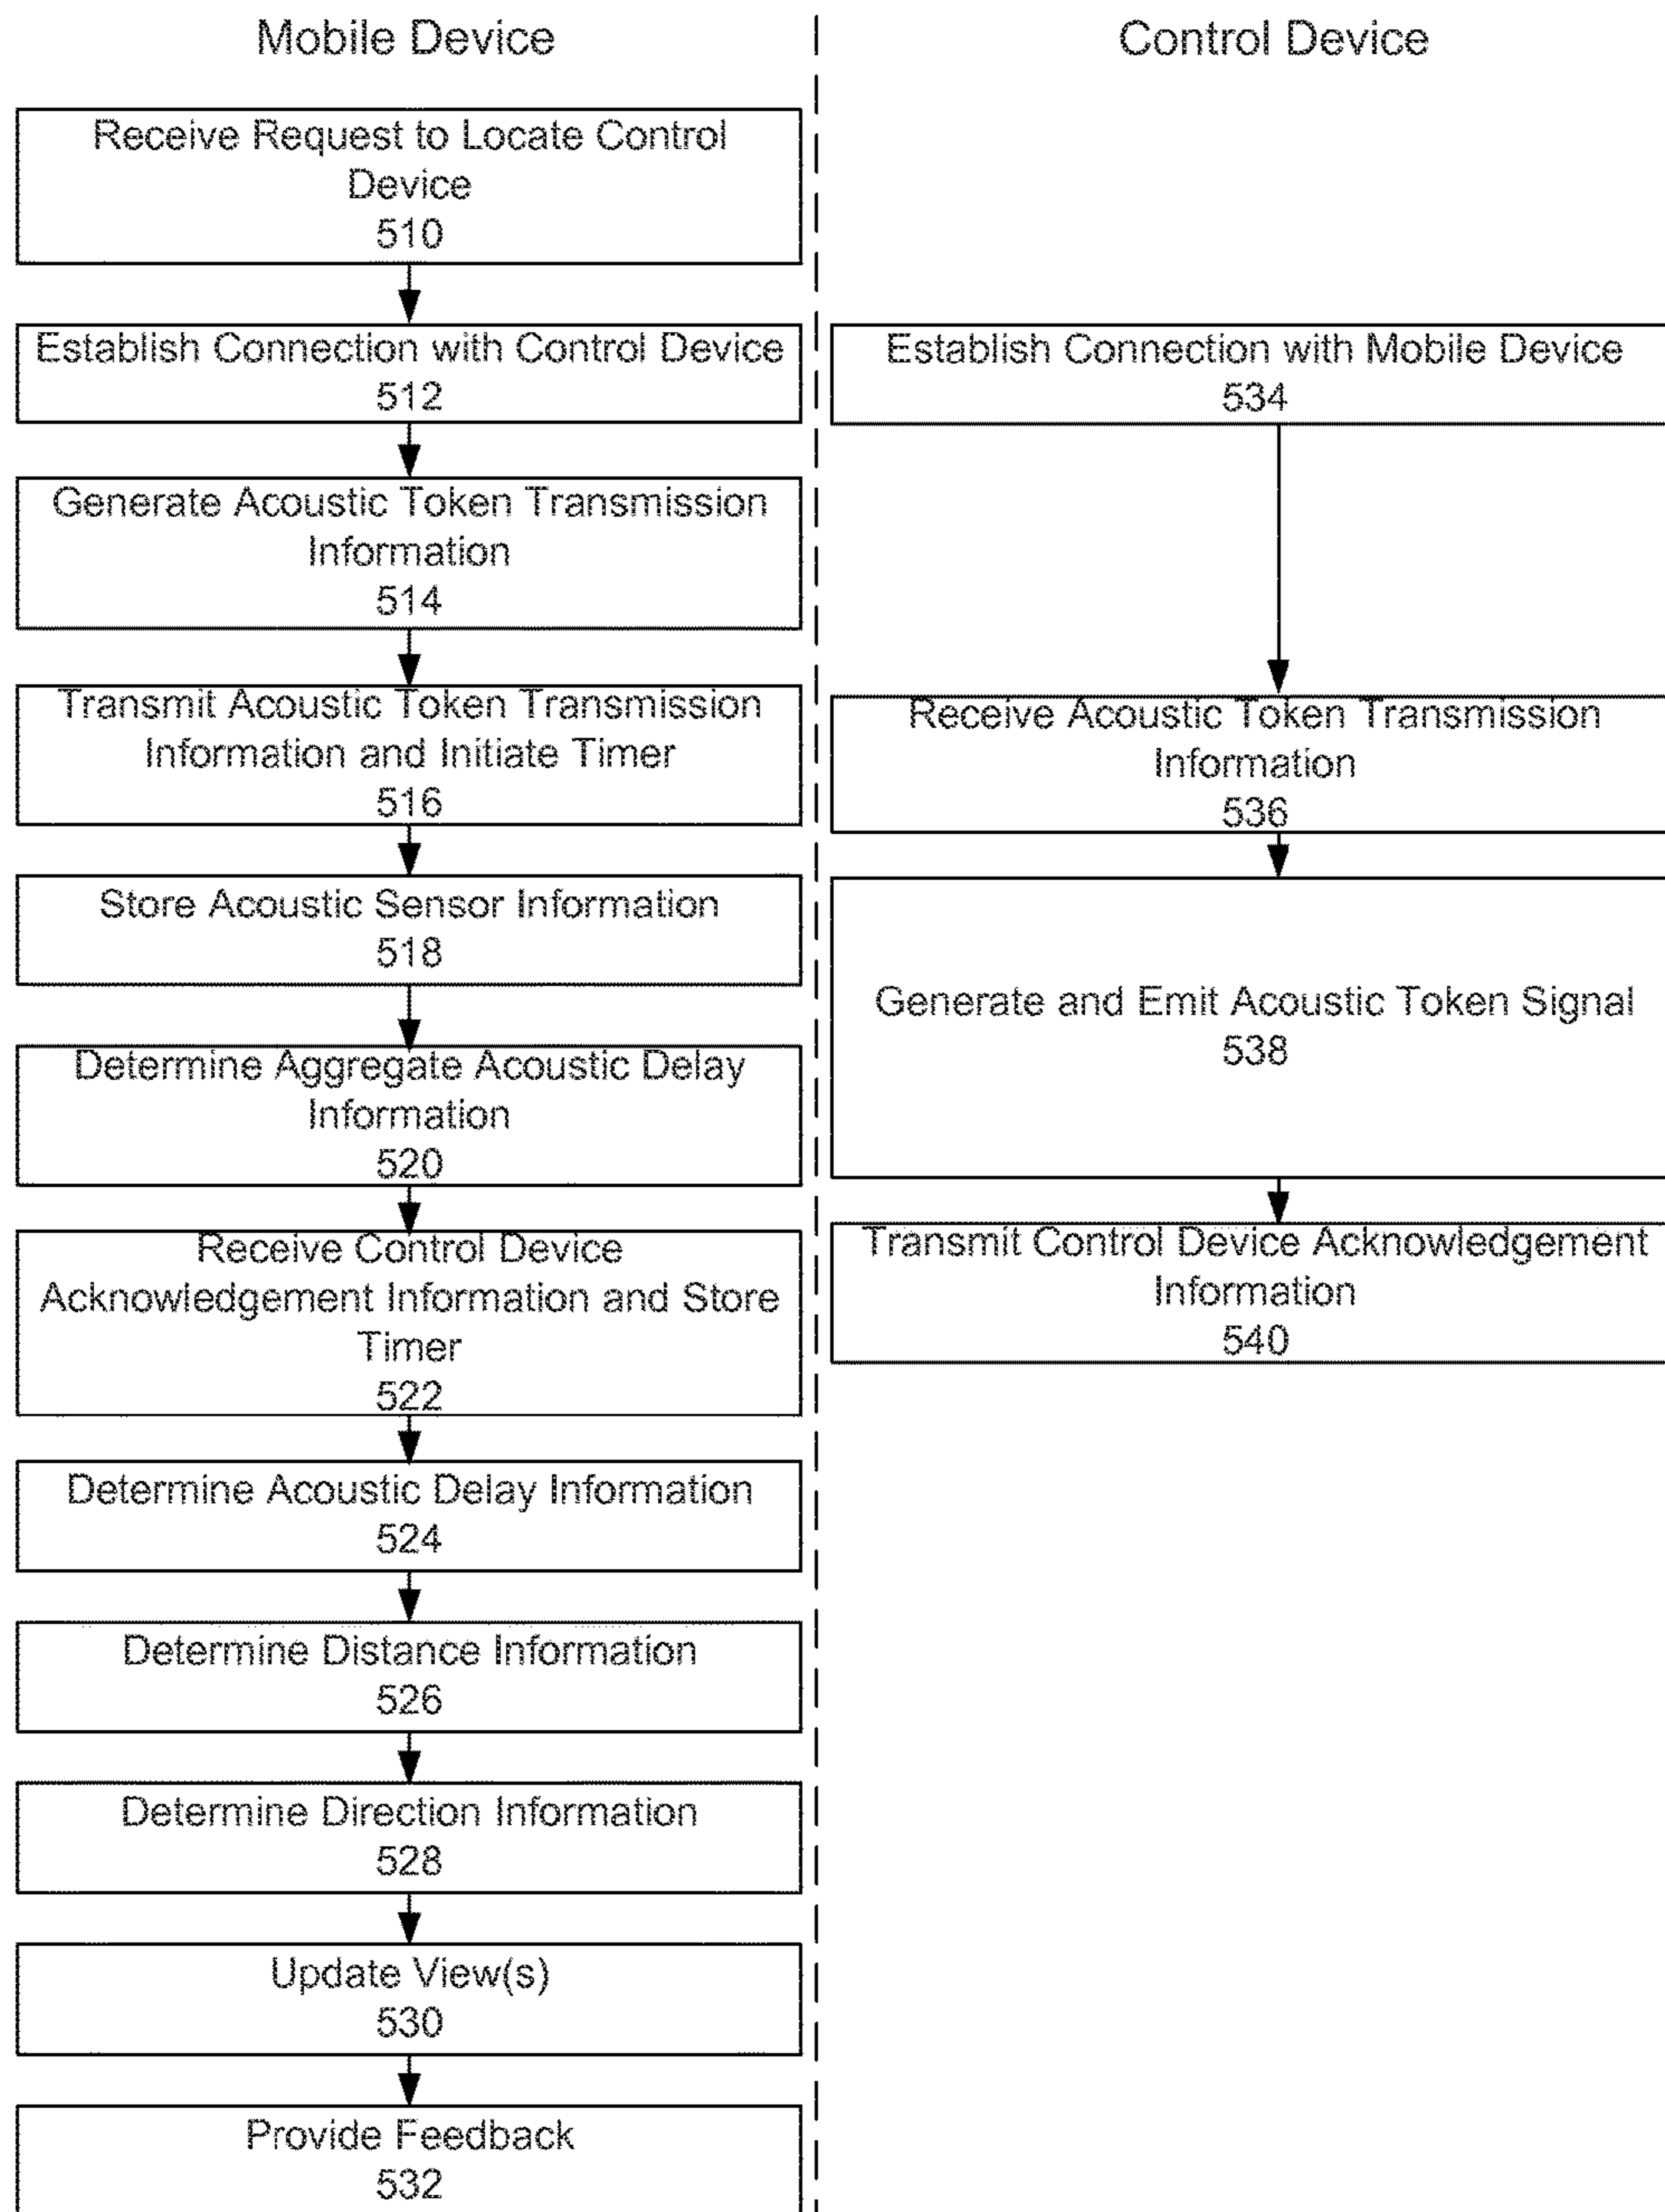 Mobile Device
Receive Request to Locate Control
Device
510
Establish Connection with Control Device
512
Generate Acoustic Token Transmission
Information
514
Transmit Acoustic Token Transmission
Information and Initiate Timer
516
Store Acoustic Sensor Information
518
Determine Aggregate Acoustic Delay
Information
520
Receive Control Device
Acknowledgement Information and Store
Timer
522
Determine Acoustic Delay Information
524
Determine Distance Information
526
Determine Direction Information
528
Update View(s)
530
Provide Feedback
532
Control Device
Establish Connection with Mobile Device
534
Receive Acoustic Token Transmission
Information
536
Generate and Emit Acoustic Token Signal
538
Transmit Control Device Acknowledgement
Information
540